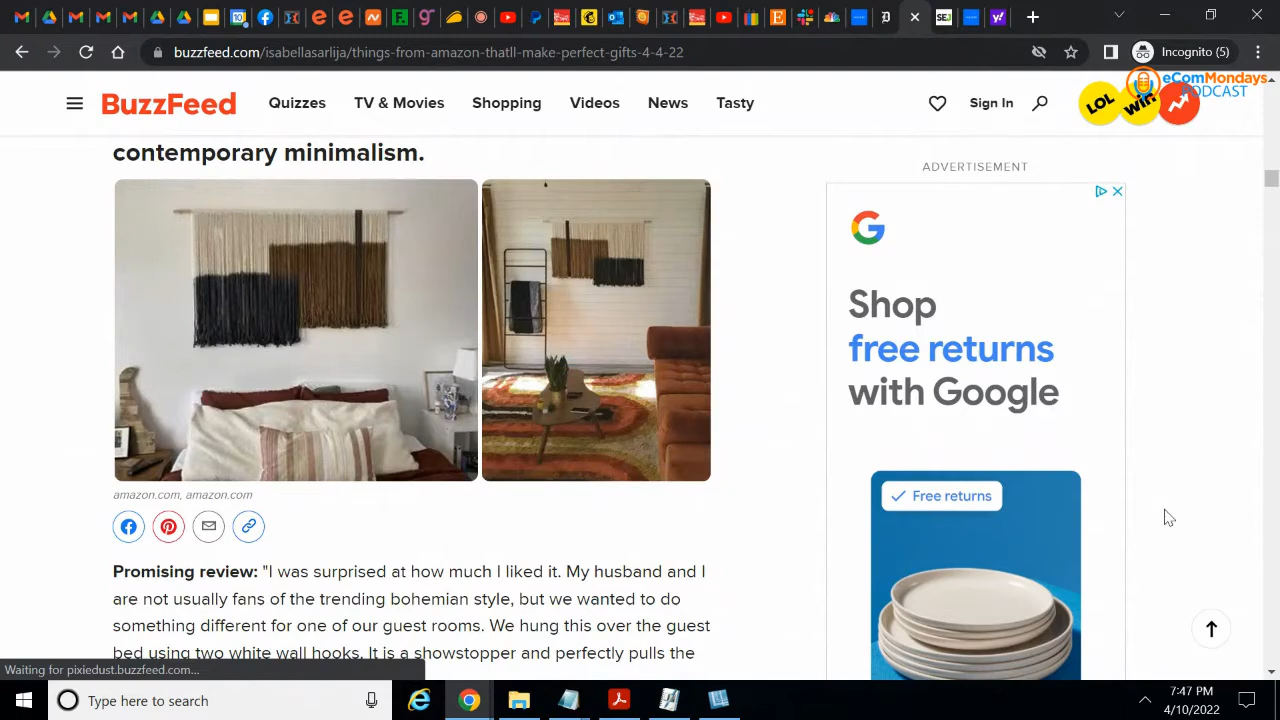 10
SEJ
buzzfeed.com/isabellasarlija/things-from-amazon-thatll-make-perfect-gifts-4-4-22
Incognito (5)
eComMondays
PODCAST
BuzzFeed
Quizzes
TV & Movies
Shopping
Videos
News
Tasty
Sign In
LOL
win
contemporary minimalism.
ADVERTISEMENT
Shop
free returns
with Google
Free returns
amazon.com, amazon.com
Promising review: "I was surprised at how much I liked it. My husband and I
are not usually fans of the trending bohemian style, but we wanted to do
something different for one of our guest rooms. We hung this over the guest
bed using two white wall hooks. It is a showstopper and perfectly pulls the
Waiting for pixiedust.buzzfeed.com...
Type here to search
7:47 PM
4/10/2022